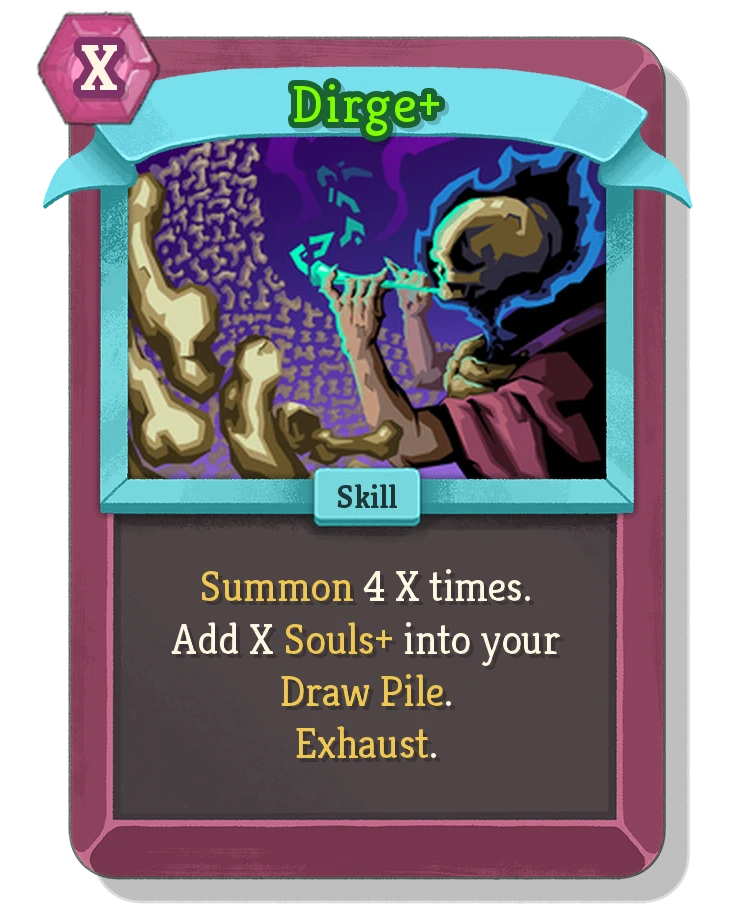 X
Dirge+
Skill
Summon 4 X times.
Add X Souls+ into your
Draw Pile.
Exhaust.